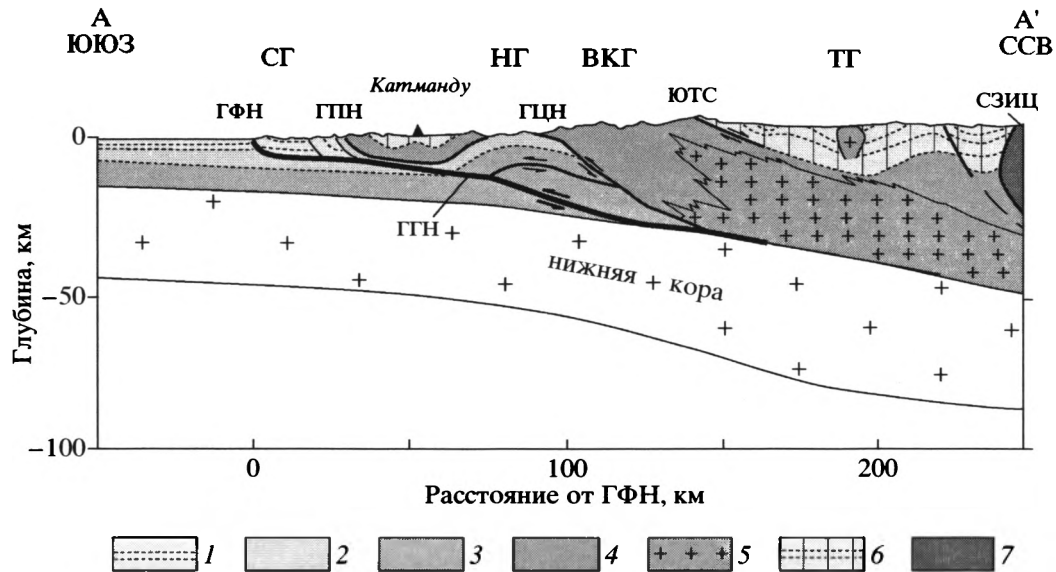 А А'
ЮЮЗ ССВ
СГ НГ ВКГ ТГ
Катманду
ГФН ГПН ГЦН ЮТС СЗИЦ
0
ГГН
нижняя кора
−50
−100
Глубина, км
0 100 200
Расстояние от ГФН, км
1 2 3 4 5 6 7